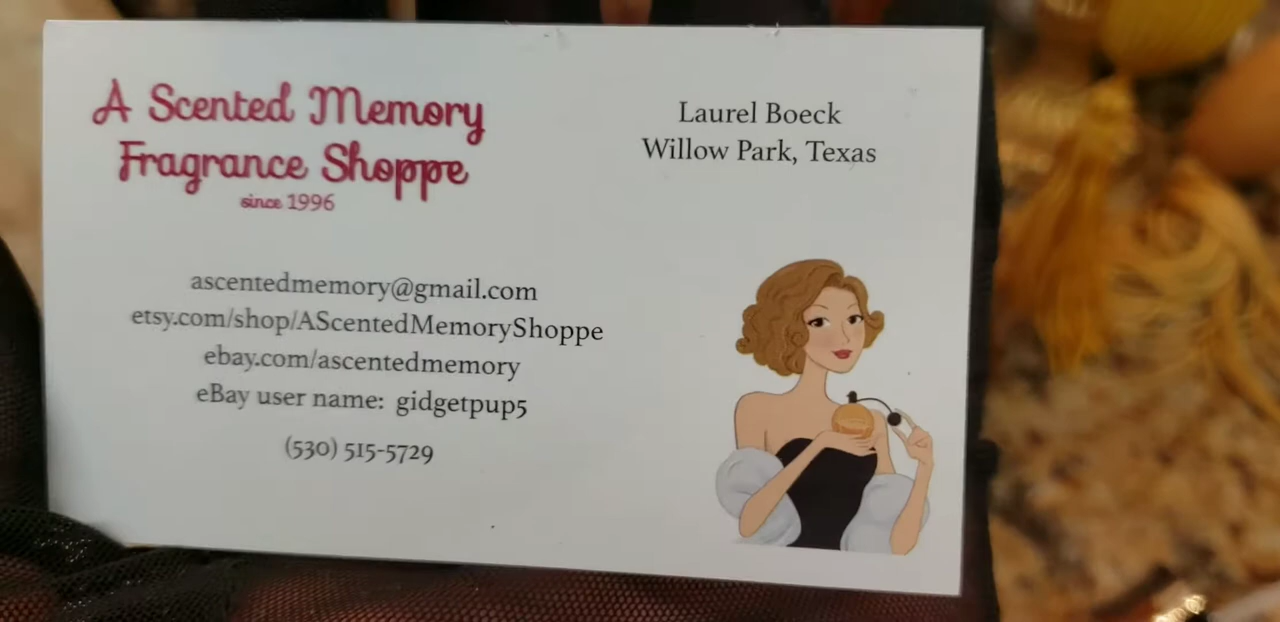 A Scented Memory
Fragrance Shoppe
since 1996
Laurel Boeck
Willow Park, Texas
ascentedmemory@gmail.com
etsy.com/shop/AScentedMemoryShoppe
ebay.com/ascentedmemory
eBay user name: gidgetpup5
(530) 515-5729